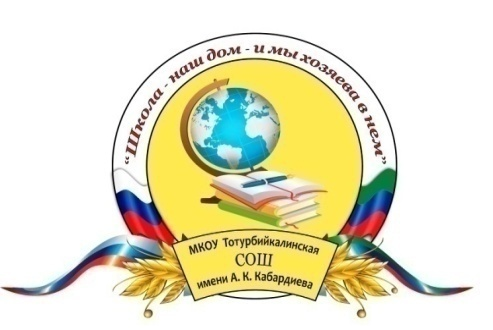 “Школа - наш дом - и мы хозяева в нем”
МКОУ Тотурбийкалинская
СОШ
имени А. К. Кабардиева